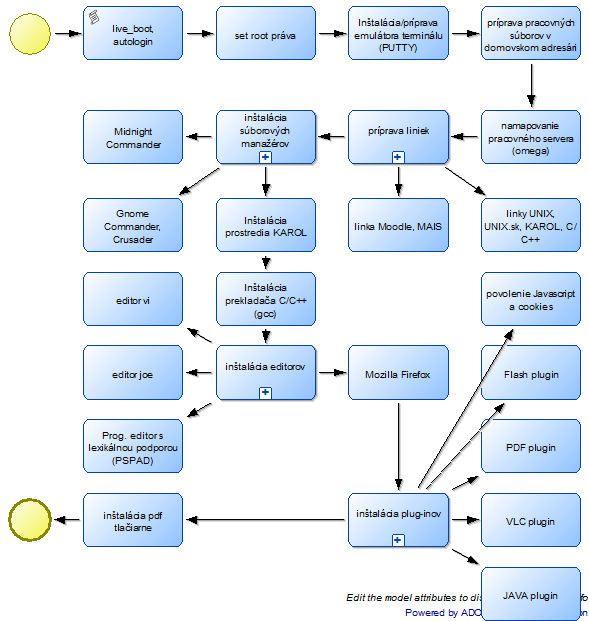 live_boot,
autologin
set root práva
Inštalácia/príprava
emulátora terminálu
(PUTTY)
príprava pracovných
súborov v
domovskom adresári
Midnight
Commander
inštalácia
súborových
manažérov
príprava liniek
namapovanie
pracovného servera
(omega)
Gnome
Commander,
Crusader
Inštalácia
prostredia KAROL
linka Moodle, MAIS
linky UNIX,
UNIX.sk, KAROL, C/
C++
editor vi
Inštalácia
prekladača C/C++
(gcc)
povolenie Javascript
a cookies
editor joe
inštalácia editorov
Mozilla Firefox
Flash plugin
Prog. editor s
lexikálnou podporou
(PSPAD)
PDF plugin
inštalácia pdf
tlačiarne
inštalácia plug-inov
VLC plugin
JAVA plugin
Edit the model attributes to
Powered by